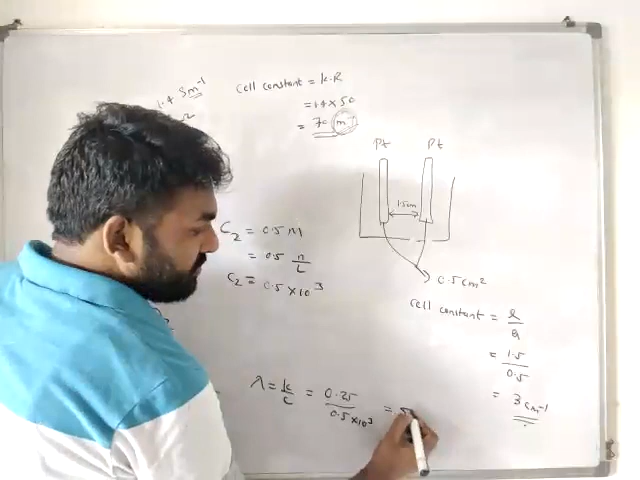 1.4 Sm⁻¹
Ω
Cell constant = k.R
= 1.4 × 50
= 70 m⁻¹
Pt Pt
1.5cm
0.5 cm²
C₂ = 0.5 M
= 0.5 n/L
C₂ = 0.5 × 10³
Cell constant = l/a
= 1.5/0.5
= 3 cm⁻¹
λ = k/c = 0.25/0.5×10³ = 5